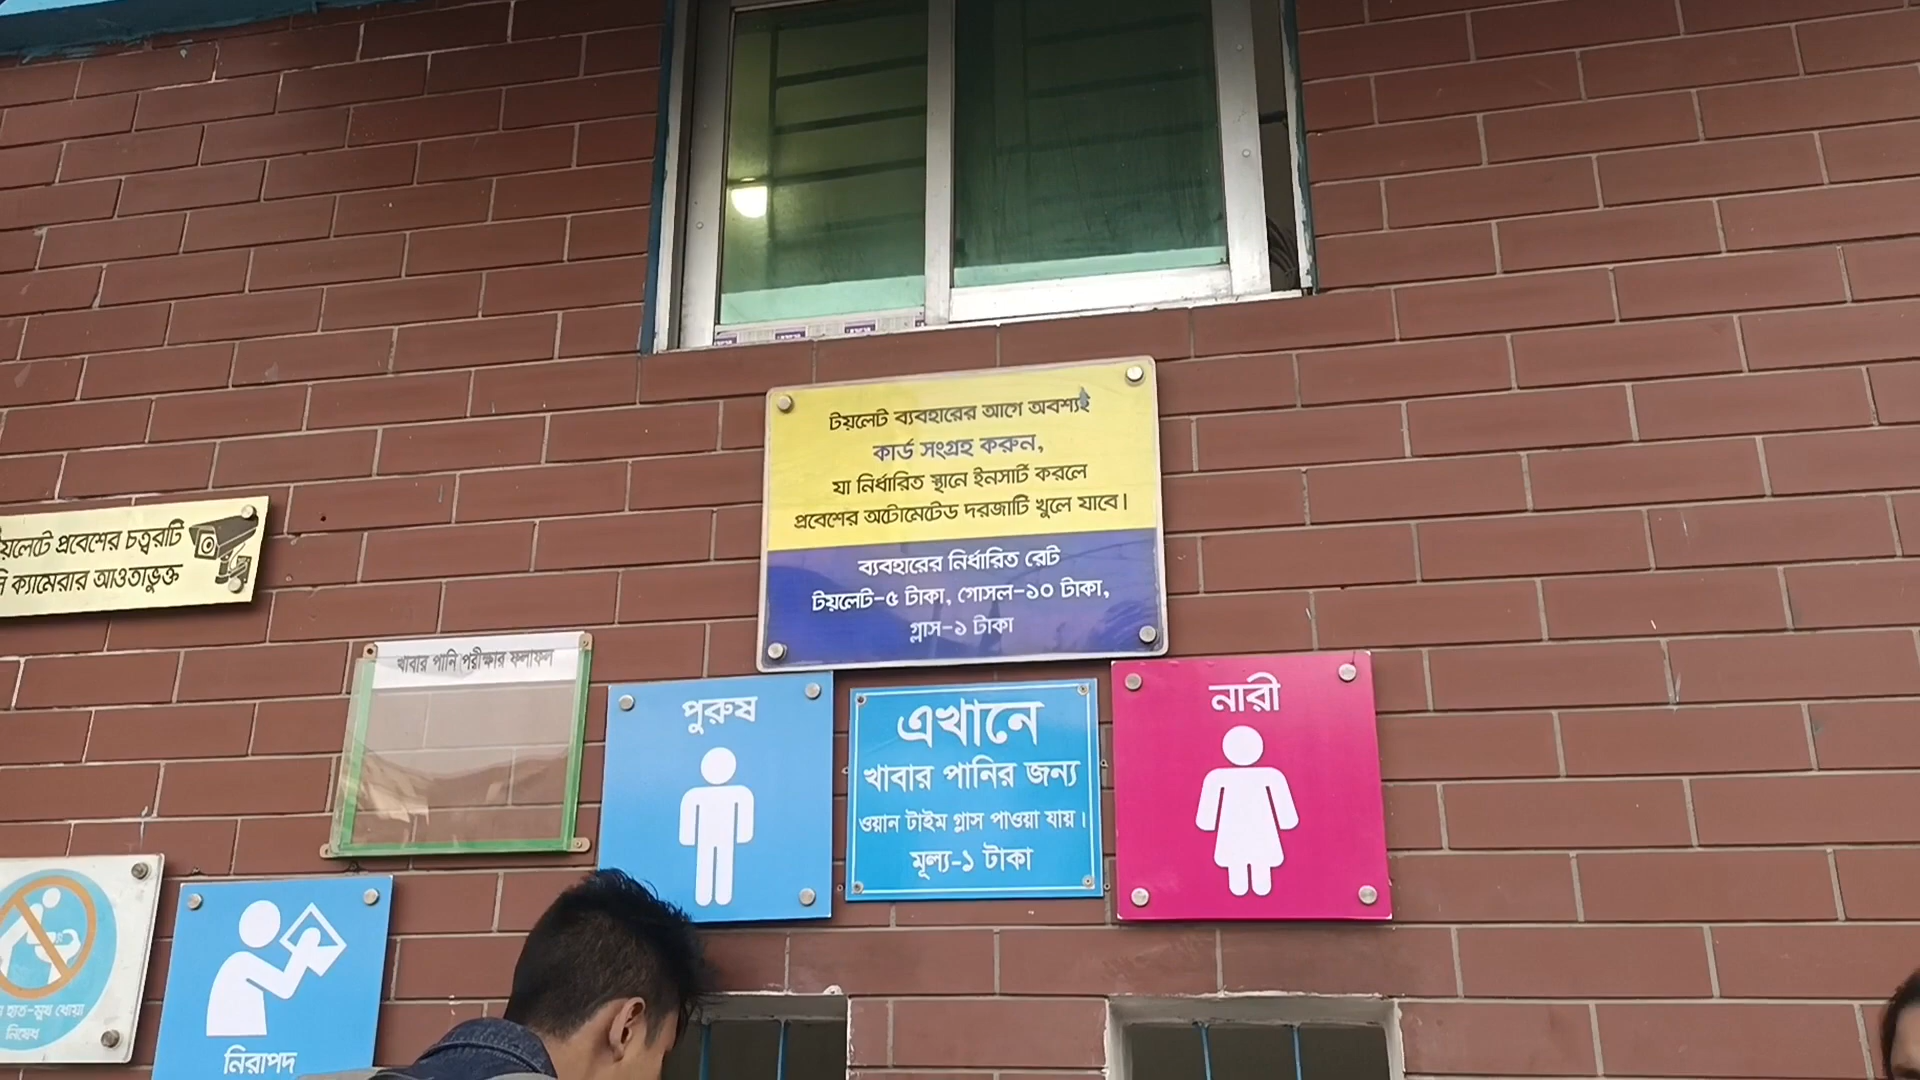 টয়লেট ব্যবহারের আগে অবশ্যই
কার্ড সংগ্রহ করুন,
যা নির্ধারিত স্থানে ইনসার্ট করলে
প্রবেশের অটোমেটেড দরজাটি খুলে যাবে।
ব্যবহারের নির্ধারিত রেট
টয়লেট-৫ টাকা, গোসল-১০ টাকা,
গ্লাস-১ টাকা
প্রবেশের চত্বরটি
ক্যামেরার আওতাভুক্ত
খাবার পানি পরীক্ষার ফলাফল
পুরুষ
এখানে
খাবার পানির জন্য
ওয়ান টাইম গ্লাস পাওয়া যায়।
মূল্য-১ টাকা
নারী
হাত-মুখ ধোয়া
নিষেধ
নিরাপদ